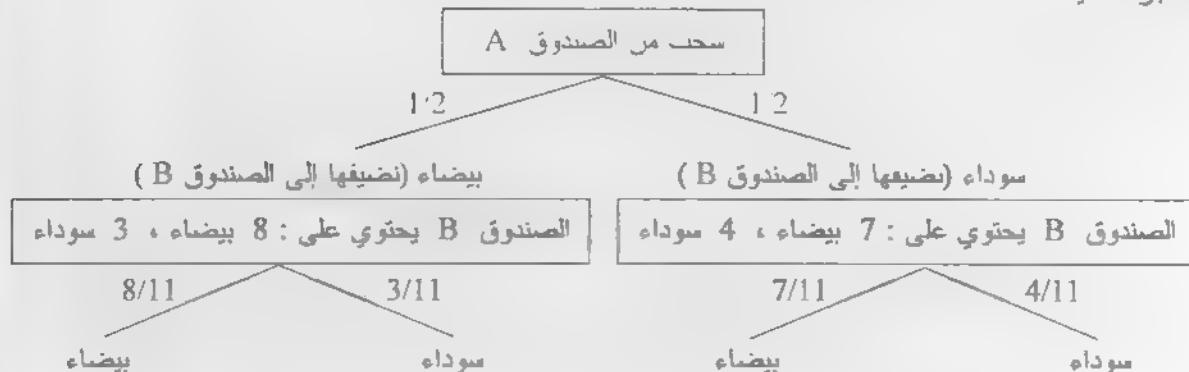 سحب من الصندوق A
1/2 1/2
بيضاء (نضيفها إلى الصندوق B ) سوداء (نضيفها إلى الصندوق B )
الصندوق B يحتوي على : 8 بيضاء ، 3 سوداء الصندوق B يحتوي على : 7 بيضاء ، 4 سوداء
8/11 3/11 7/11 4/11
بيضاء سوداء بيضاء سوداء